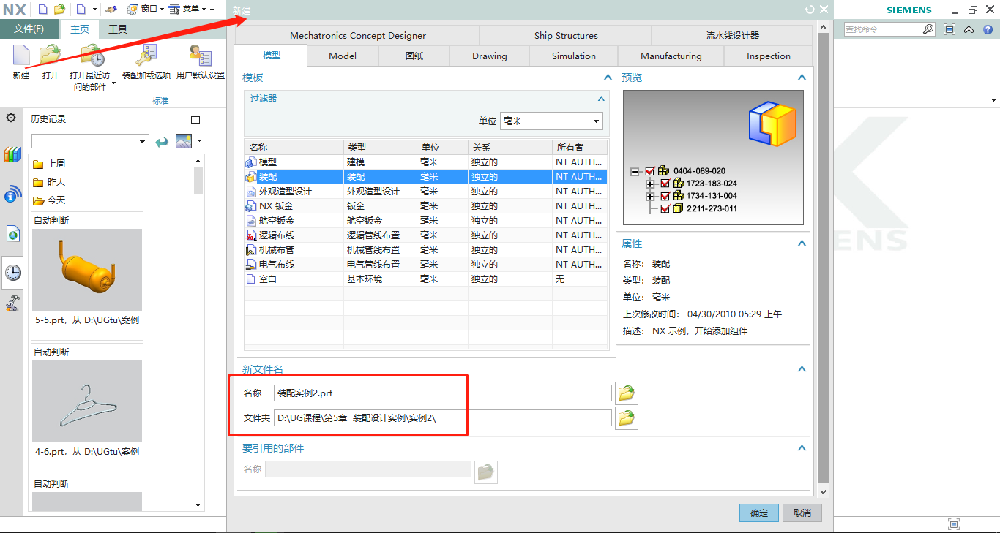 NX
窗口
菜单
新建
SIEMENS
文件(F)
主页
工具
查找命令
新建
打开
打开最近访
问的部件
装配加载选项
用户默认设置
标准
历史记录
上周
昨天
今天
自动判断
5-5.prt，从 D:\UGtu\案例
自动判断
4-6.prt，从 D:\UGtu\案例
自动判断
Mechatronics Concept Designer
Ship Structures
流水线设计器
模型
Model
图纸
Drawing
Simulation
Manufacturing
Inspection
模板
过滤器
单位 毫米
名称 类型 单位 关系 所有者
模型 建模 毫米 独立的 NT AUTH...
装配 装配 毫米 独立的 NT AUTH...
外观造型设计 外观造型设计 毫米 独立的 NT AUTH...
NX 钣金 钣金 毫米 独立的 NT AUTH...
航空钣金 航空钣金 毫米 独立的 NT AUTH...
逻辑布线 逻辑管线布置 毫米 独立的 NT AUTH...
机械布管 机械管线布置 毫米 独立的 NT AUTH...
电气布线 电气管线布置 毫米 独立的 NT AUTH...
空白 基本环境 毫米 独立的 无
预览
0404-089-020
1723-183-024
1734-131-004
2211-273-011
属性
名称： 装配
类型： 装配
单位： 毫米
上次修改时间： 04/30/2010 05:29 上午
描述： NX 示例，开始添加组件
新文件名
名称 装配实例2.prt
文件夹 D:\UG课程\第5章 装配设计实例\实例2\
要引用的部件
名称
确定
取消
ENS